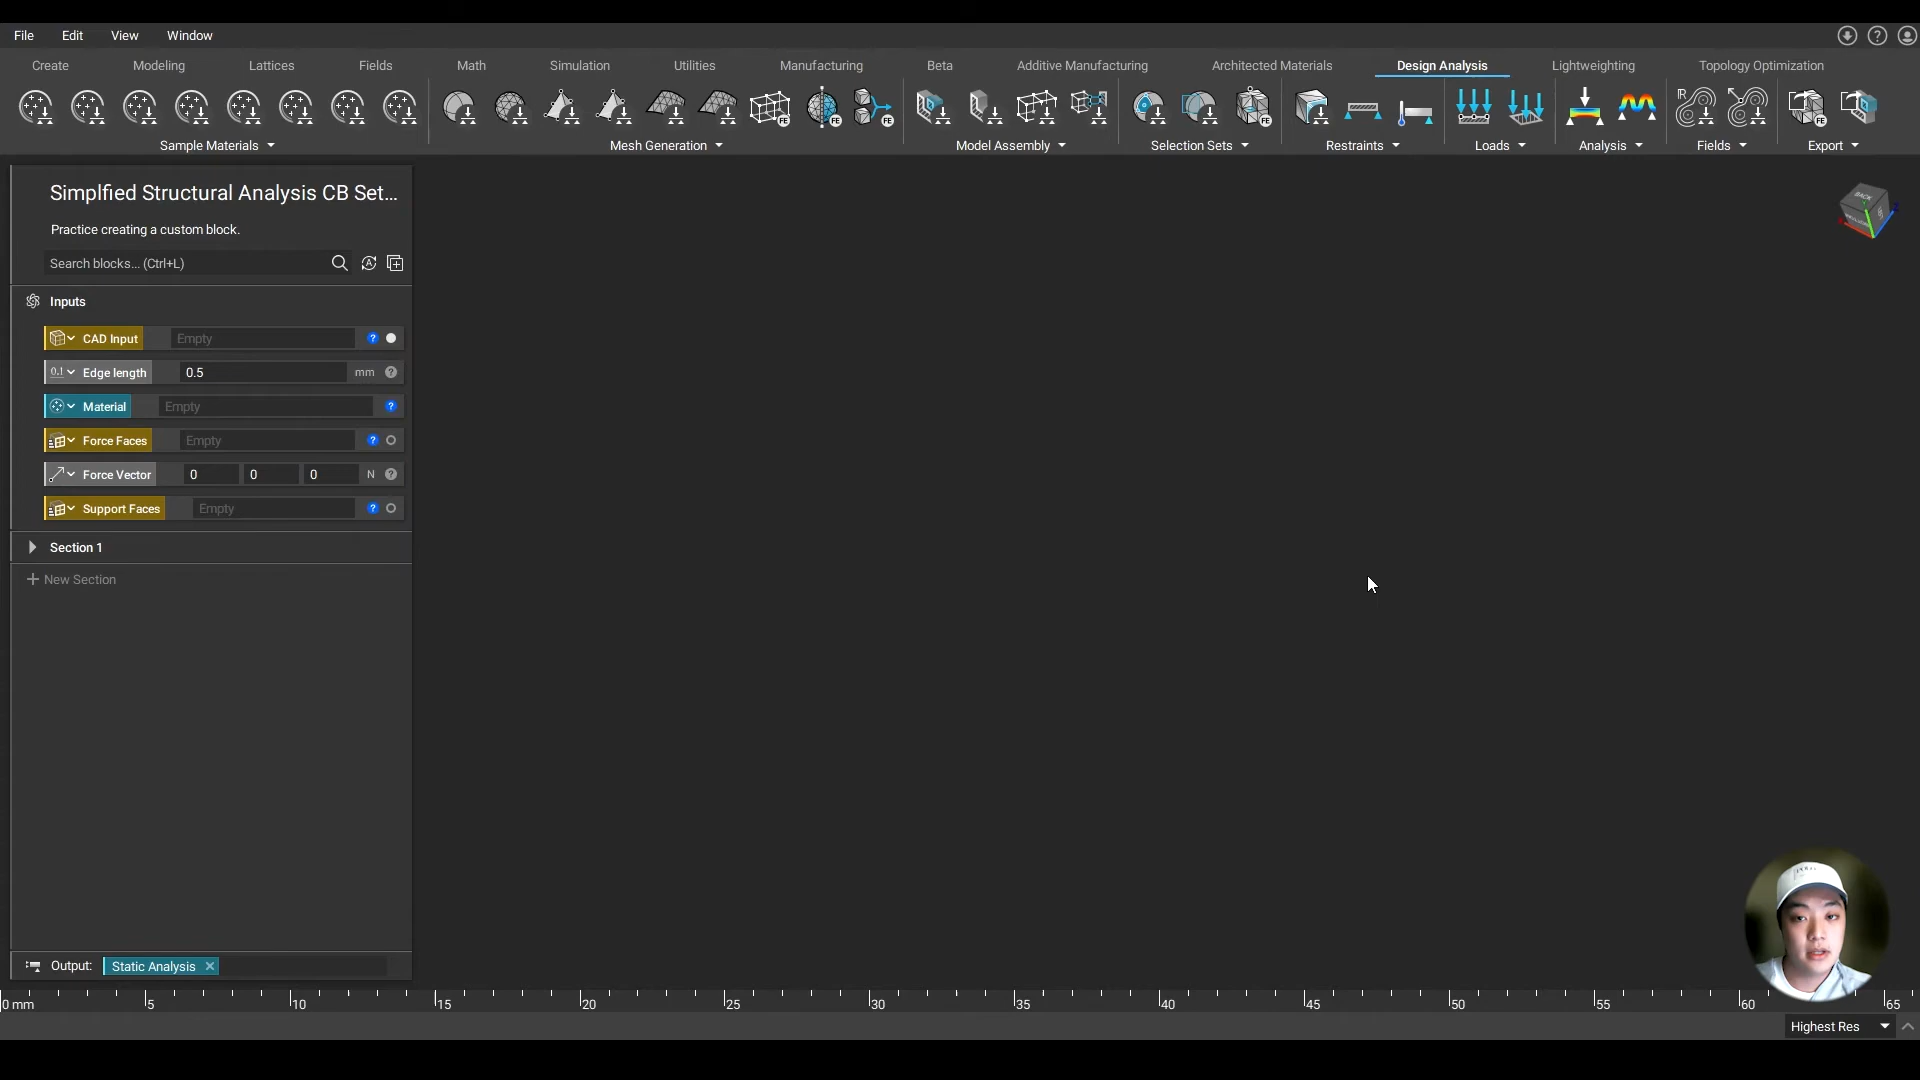 File Edit View Window
Create Modeling Lattices Fields Math Simulation Utilities Manufacturing Beta Additive Manufacturing Architected Materials Design Analysis Lightweighting Topology Optimization
Sample Materials Mesh Generation Model Assembly Selection Sets Restraints Loads Analysis Fields Export
Simplfied Structural Analysis CB Set...
Practice creating a custom block.
Search blocks... (Ctrl+L)
Inputs
CAD Input Empty
Edge length 0.5 mm
Material Empty
Force Faces Empty
Force Vector 0 0 0 N
Support Faces Empty
Section 1
New Section
Output: Static Analysis
0 mm 5 10 15 20 25 30 35 40 45 50 55 60 65
Highest Res